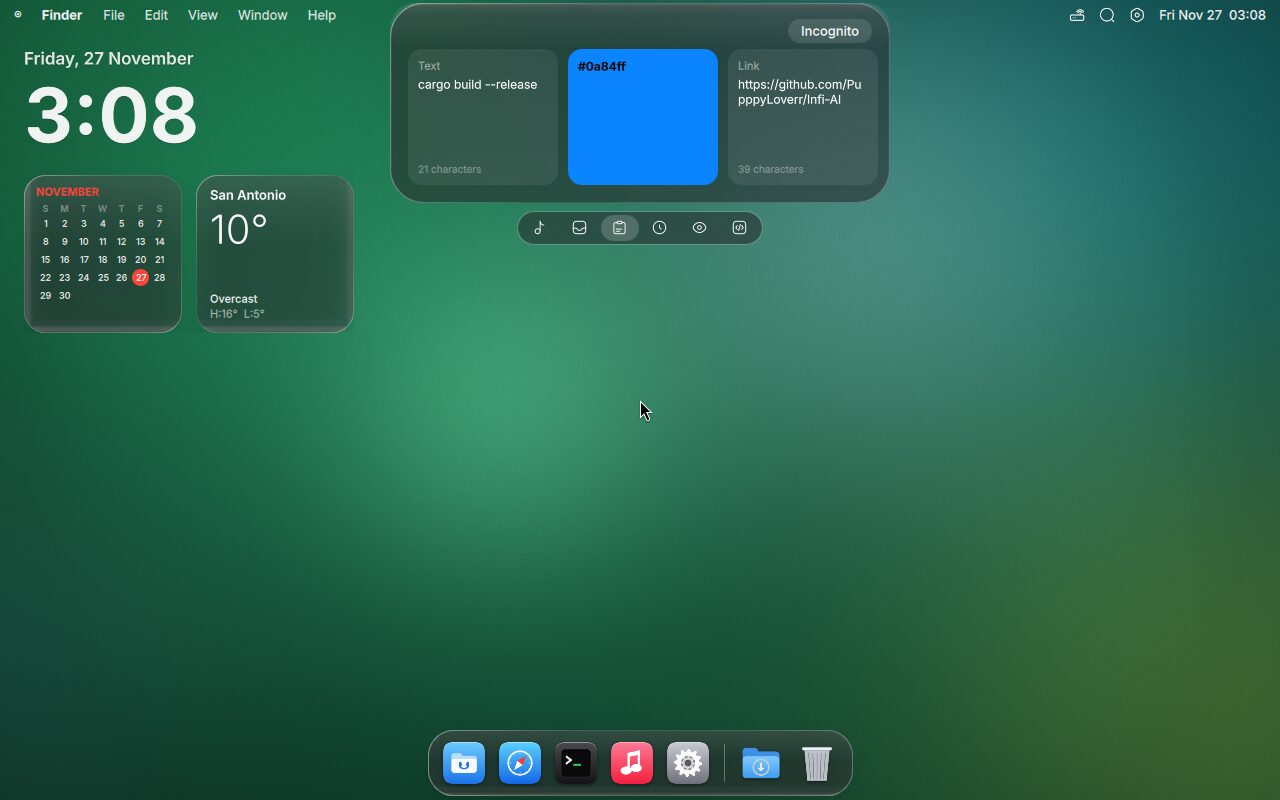 Finder File Edit View Window Help
Fri Nov 27 03:08
Friday, 27 November
3:08
NOVEMBER
S M T W T F S
1 2 3 4 5 6 7
8 9 10 11 12 13 14
15 16 17 18 19 20 21
22 23 24 25 26 27 28
29 30
San Antonio
10°
Overcast
H:16° L:5°
Incognito
Text
cargo build --release
21 characters
#0a84ff
Link
https://github.com/Pu
pppyLoverr/Infi-AI
39 characters